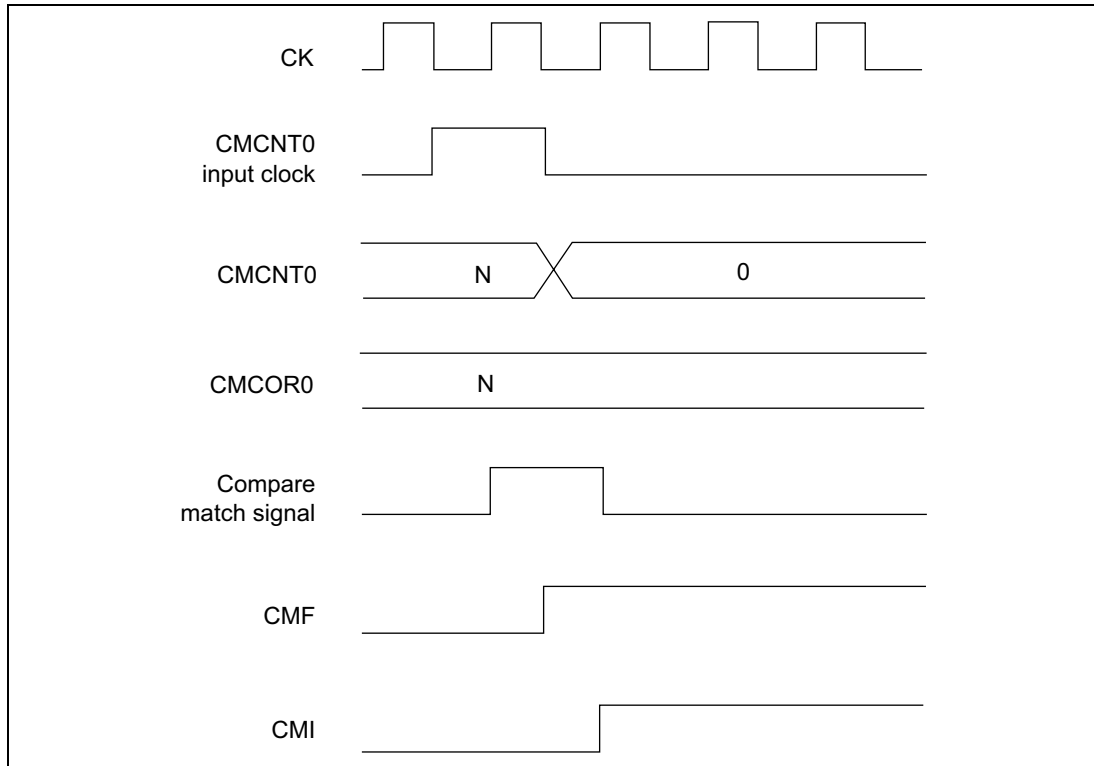 CK
CMCNT0
input clock
CMCNT0
N
0
CMCOR0
N
Compare
match signal
CMF
CMI